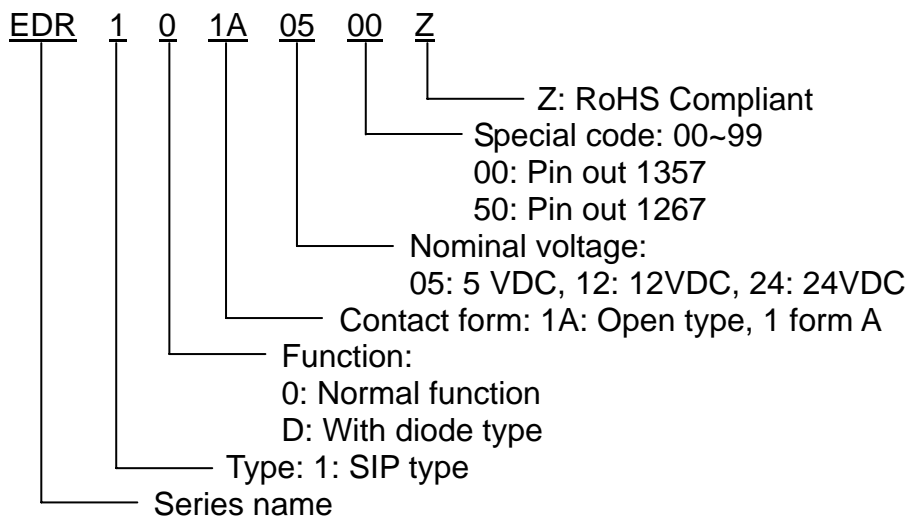 EDR 1 0 1A 05 00 Z
Z: RoHS Compliant
Special code: 00~99
00: Pin out 1357
50: Pin out 1267
Nominal voltage:
05: 5 VDC, 12: 12VDC, 24: 24VDC
Contact form: 1A: Open type, 1 form A
Function:
0: Normal function
D: With diode type
Type: 1: SIP type
Series name